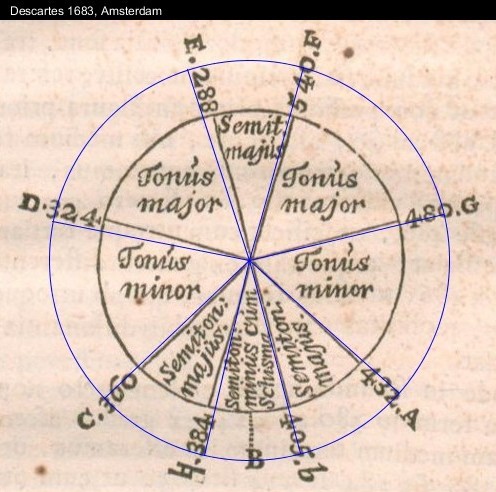 Descartes 1683, Amsterdam
E.288
540.F
Semit.
majus
Tonus
major
Tonus
major
D.324.
480.G
Tonus
minor
Tonus
minor
Semiton.
majus.
Semiton.
minus cum
Schisma
Semiton.
majus.
C.360
432.A
H.384
405.b